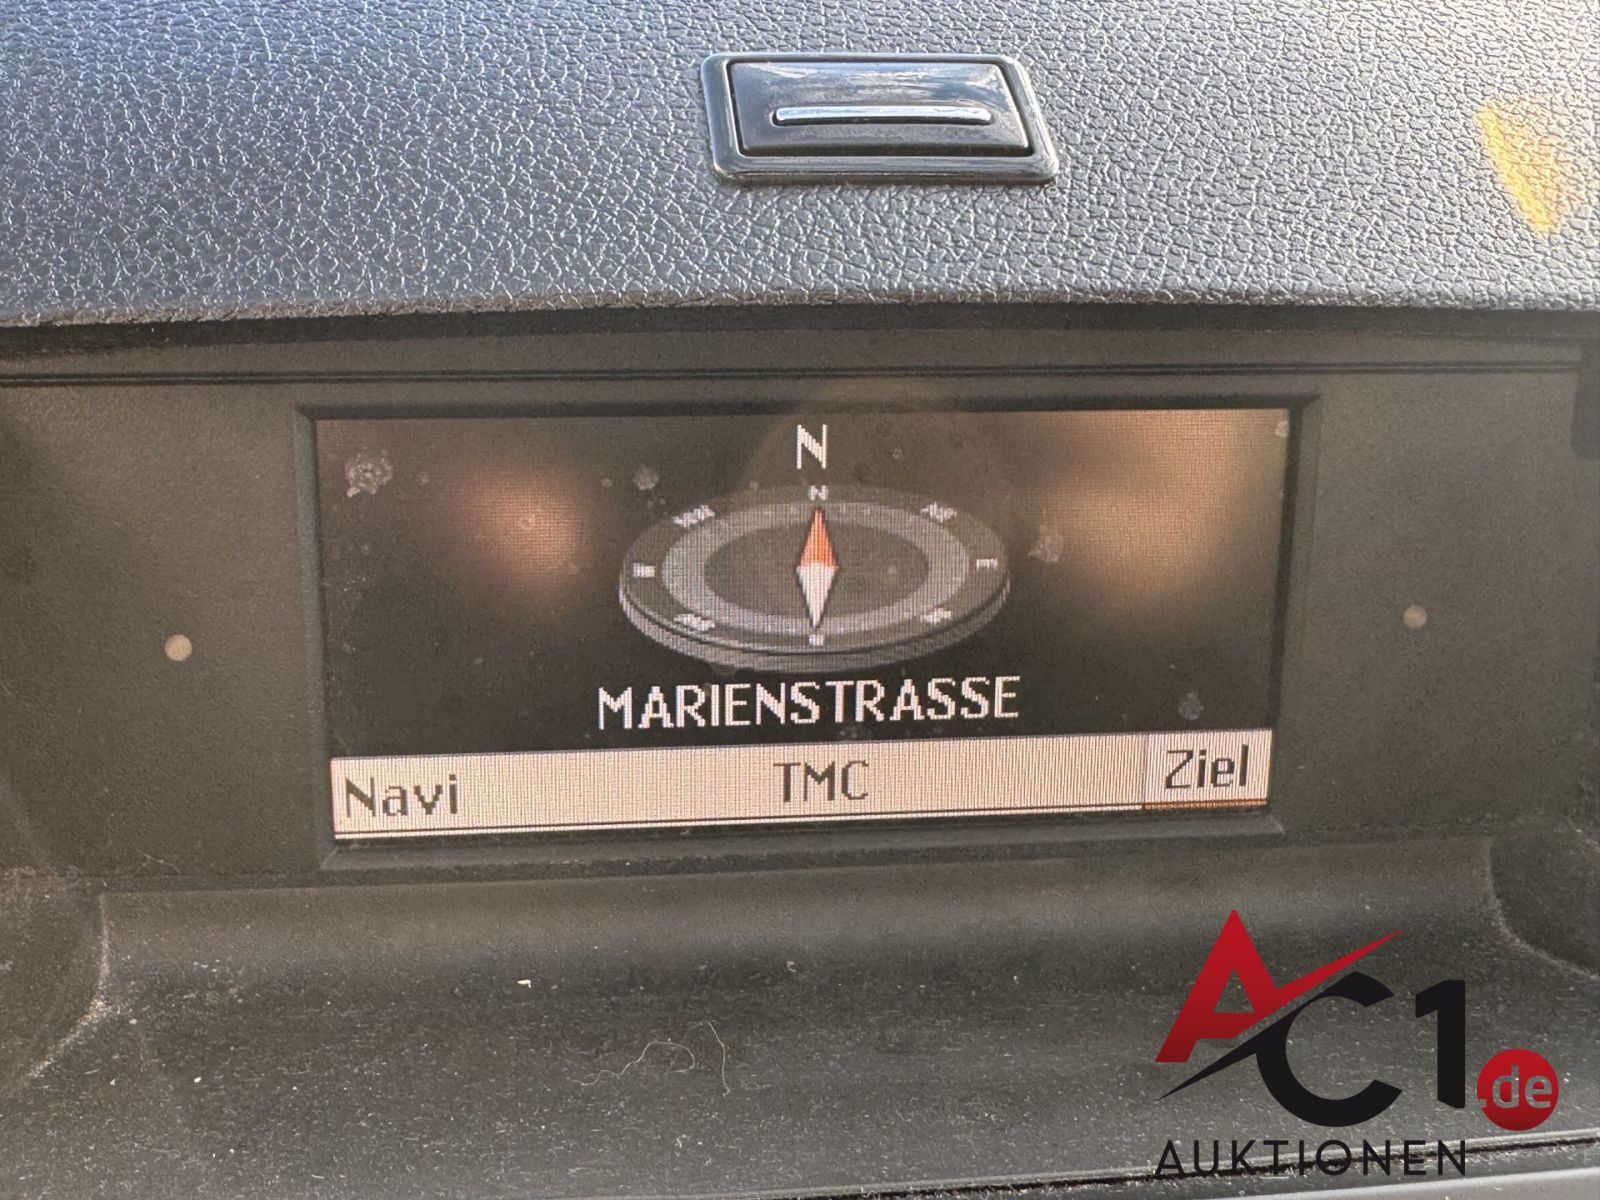 N
N
E
MARIENSTRASSE
Navi TMC Ziel
AC1.de
AUKTIONEN